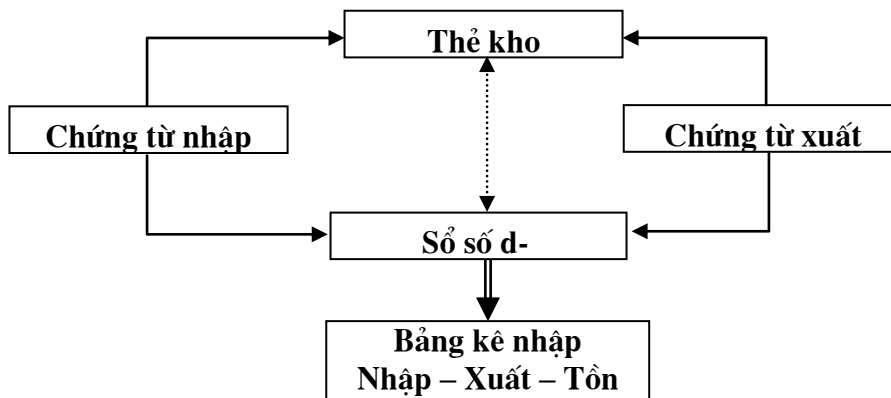 Thẻ kho
Chứng từ nhập
Chứng từ xuất
Sổ số d-
Bảng kê nhập
Nhập – Xuất – Tồn